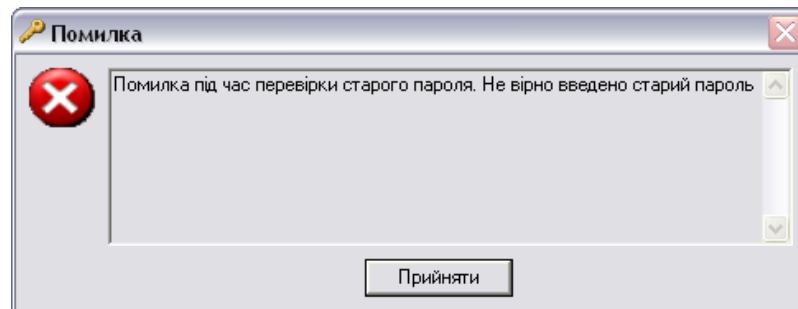 Помилка
Помилка під час перевірки старого пароля. Не вірно введено старий пароль
Прийняти